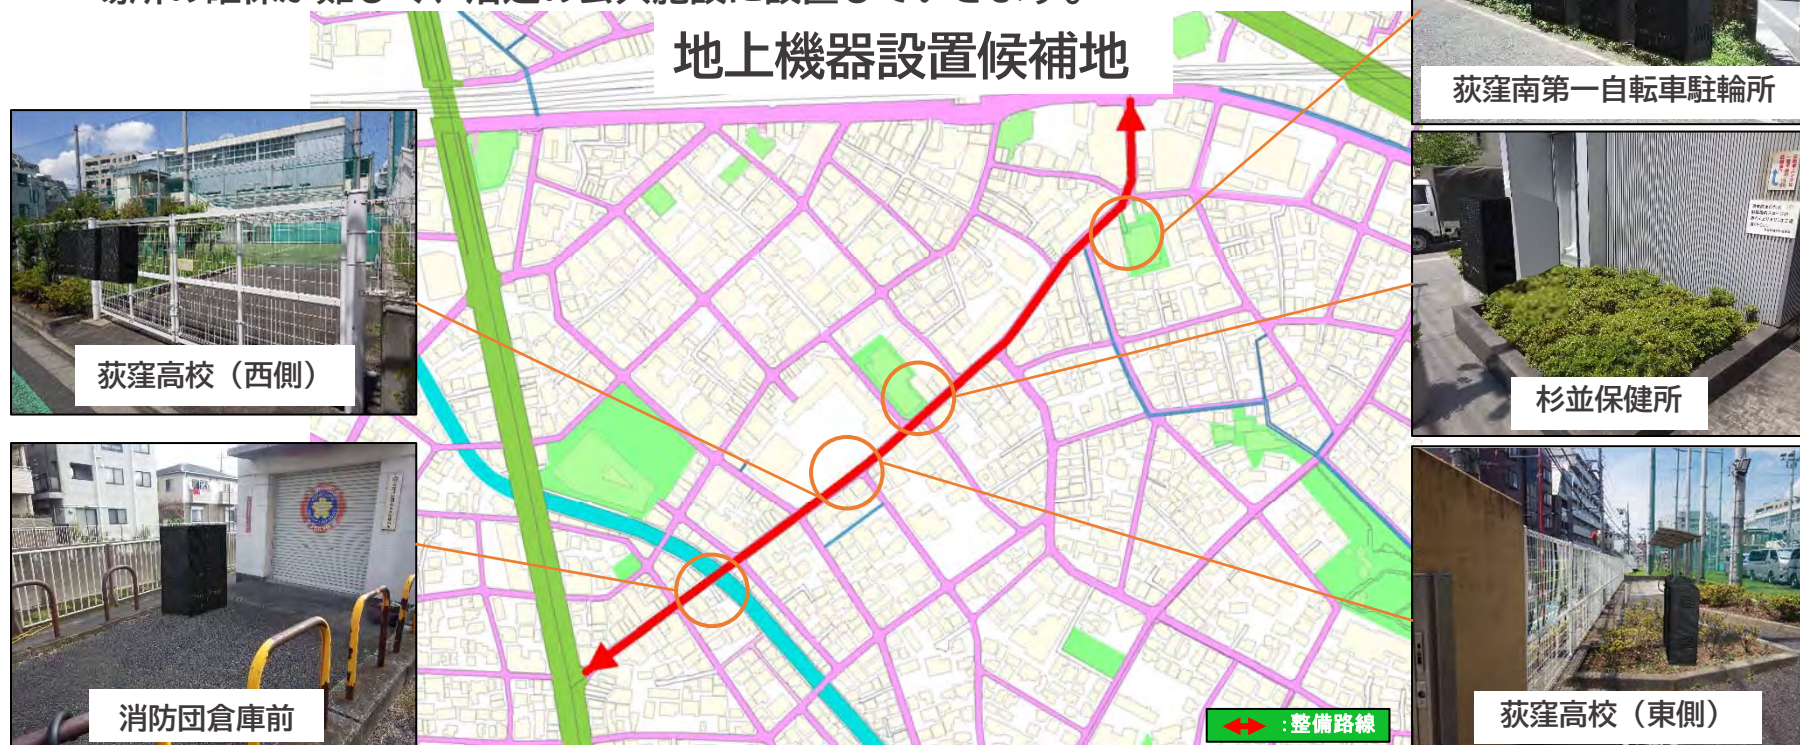 地上機器設置候補地
荻窪南第一自転車駐輪所
荻窪高校（西側）
杉並保健所
消防団倉庫前
荻窪高校（東側）
：整備路線